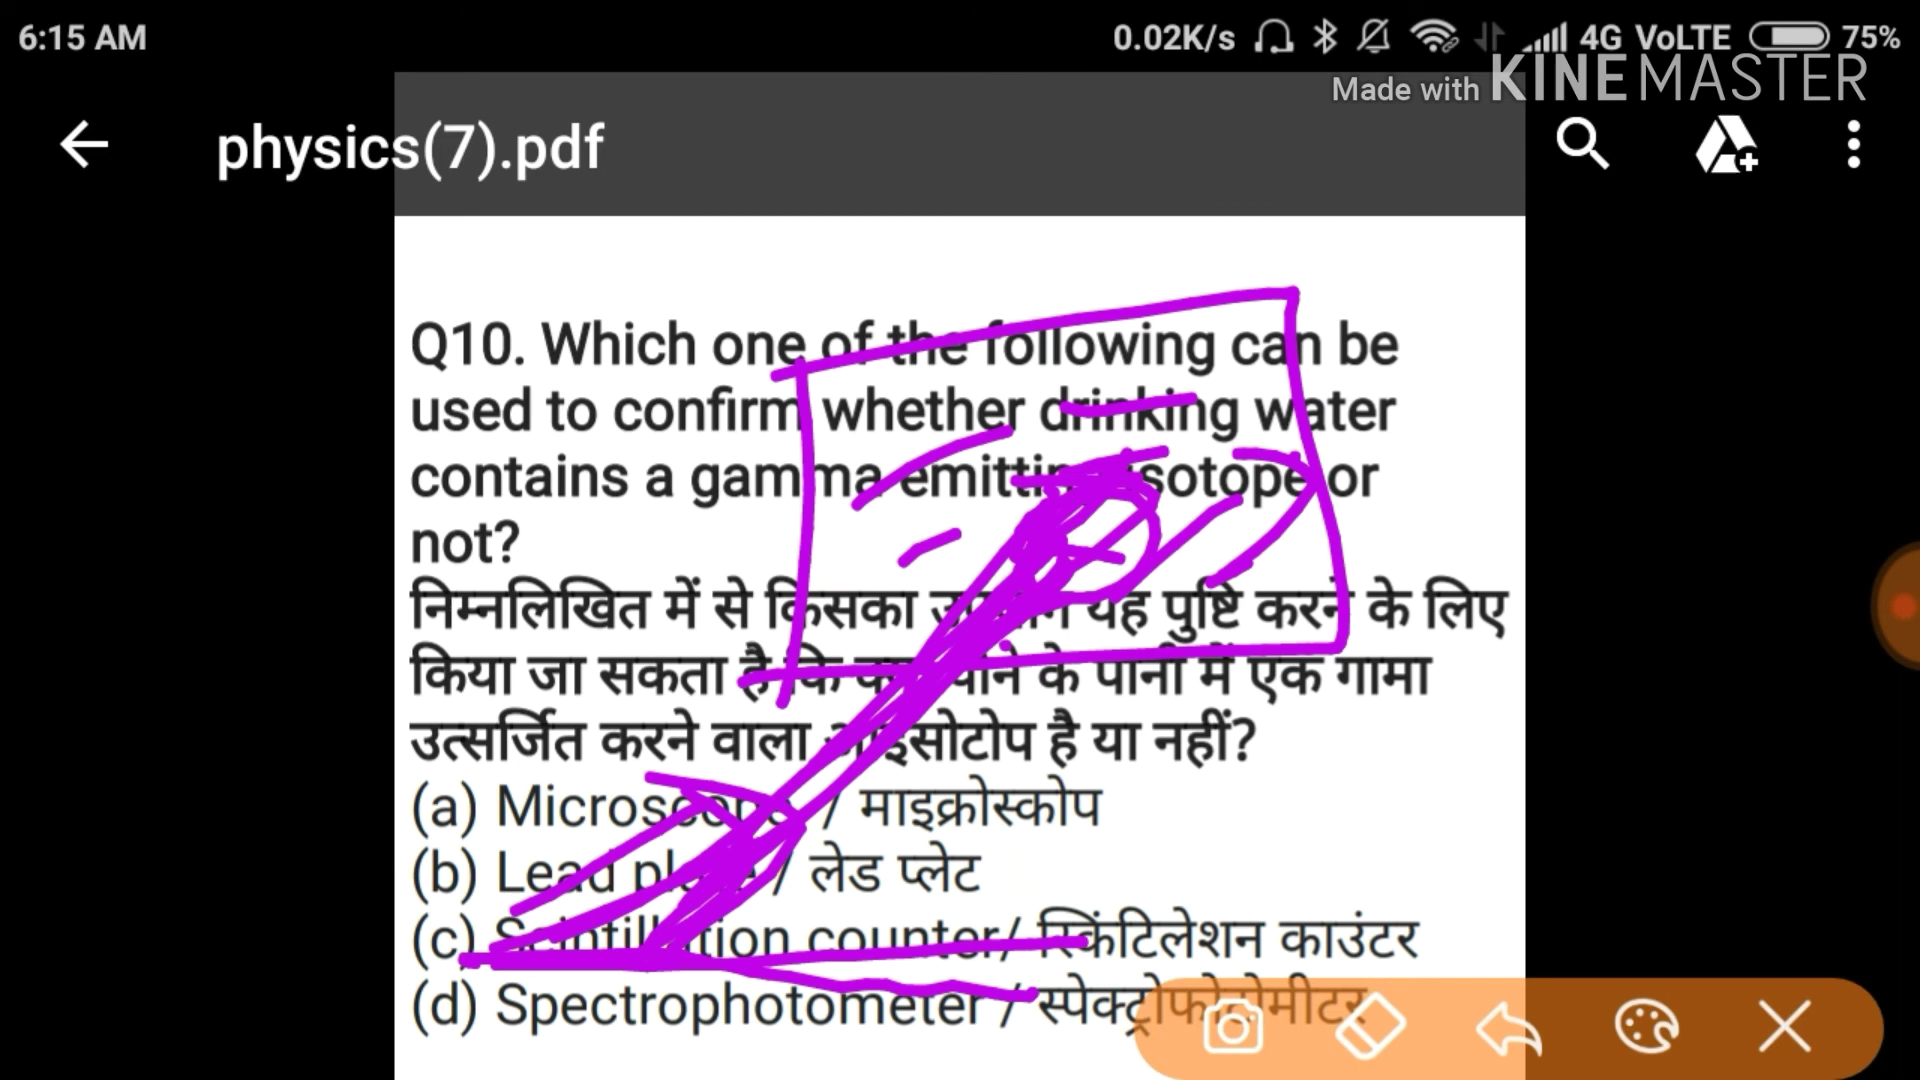 6:15 AM
0.02K/s 4G VoLTE 75%
Made with KINEMASTER
physics(7).pdf
Q10. Which one of the following can be
used to confirm whether drinking water
contains a gamma emitting isotope or
not?
निम्नलिखित में से किसका उपयोग यह पुष्टि करने के लिए
किया जा सकता है कि क्या पीने के पानी में एक गामा
उत्सर्जित करने वाला आइसोटोप है या नहीं?
(a) Microscope / माइक्रोस्कोप
(b) Lead plate / लेड प्लेट
(c) Scintillation counter/ स्किंटिलेशन काउंटर
(d) Spectrophotometer / स्पेक्ट्रोफोटोमीटर